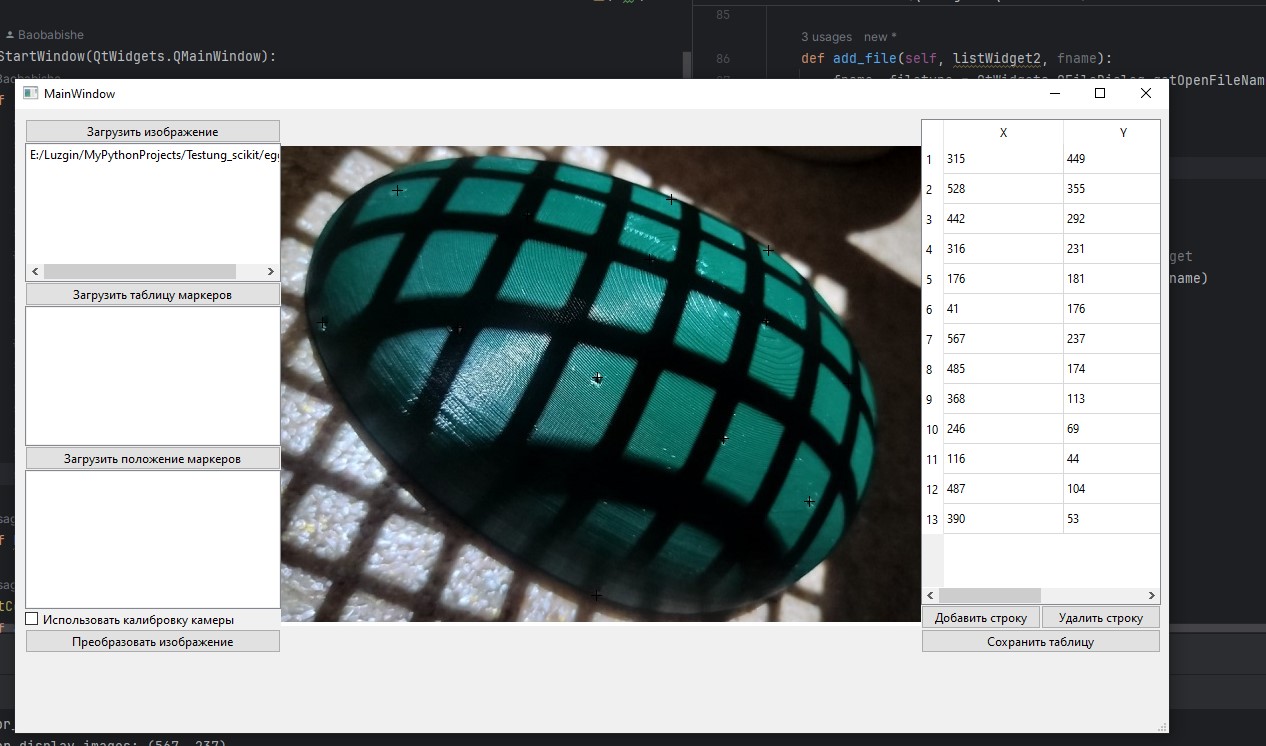 Baobabishe
StartWindow(QtWidgets.QMainWindow):
85
3 usages new *
86 def add_file(self, listWidget2, fname):
MainWindow
Загрузить изображение
E:/Luzgin/MyPythonProjects/Testung_scikit/eg
Загрузить таблицу маркеров
Загрузить положение маркеров
Использовать калибровку камеры
Преобразовать изображение
X Y
1 315 449
2 528 355
3 442 292
4 316 231
5 176 181
6 41 176
7 567 237
8 485 174
9 368 113
10 246 69
11 116 44
12 487 104
13 390 53
Добавить строку Удалить строку
Сохранить таблицу
get
name)
display images: (567, 237)